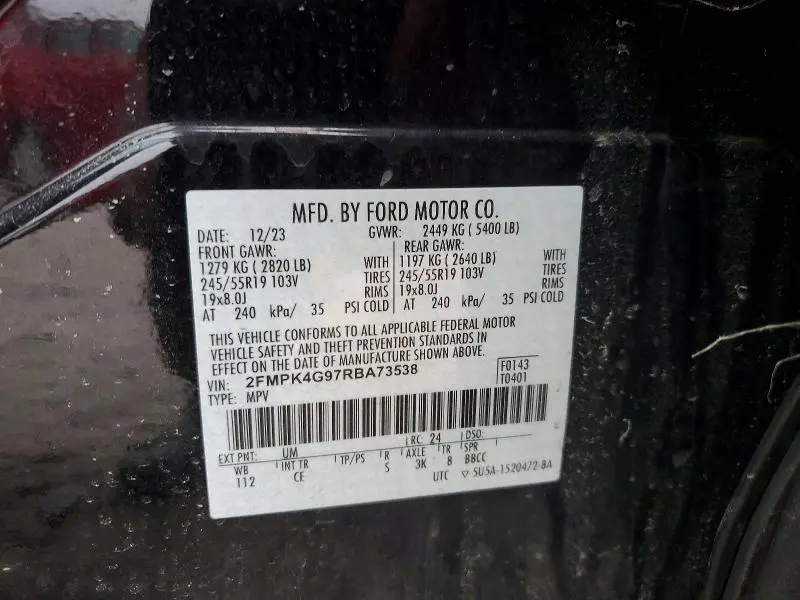 MFD. BY FORD MOTOR CO.
DATE: 12/23 GVWR: 2449 KG ( 5400 LB)
FRONT GAWR: REAR GAWR:
1279 KG ( 2820 LB) WITH 1197 KG ( 2640 LB) WITH
245/55R19 103V TIRES 245/55R19 103V TIRES
19x8.0J RIMS 19x8.0J RIMS
AT 240 kPa/ 35 PSI COLD AT 240 kPa/ 35 PSI COLD
THIS VEHICLE CONFORMS TO ALL APPLICABLE FEDERAL MOTOR
VEHICLE SAFETY AND THEFT PREVENTION STANDARDS IN
EFFECT ON THE DATE OF MANUFACTURE SHOWN ABOVE.
VIN: 2FMPK4G97RBA73538 F0143
TYPE: MPV T0401
EXT PNT: UM RC: 24 DSO:
WB INT TR TP/PS R AXLE TR SPR
112 CE S 3K 8 BBCC
UTC ▽ SU5A-1520472-BA